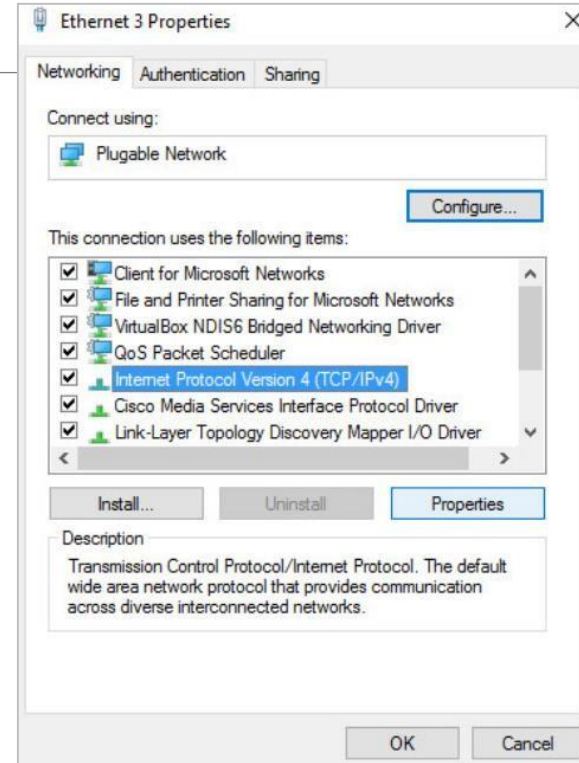 Ethernet 3 Properties
Networking Authentication Sharing
Connect using:
Plugable Network
Configure...
This connection uses the following items:
Client for Microsoft Networks
File and Printer Sharing for Microsoft Networks
VirtualBox NDIS6 Bridged Networking Driver
QoS Packet Scheduler
Internet Protocol Version 4 (TCP/IPv4)
Cisco Media Services Interface Protocol Driver
Link-Layer Topology Discovery Mapper I/O Driver
Install... Uninstall Properties
Description
Transmission Control Protocol/Internet Protocol. The default
wide area network protocol that provides communication
across diverse interconnected networks.
OK Cancel